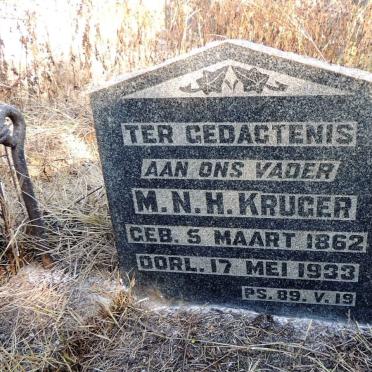 TER GEDACTENIS
AAN ONS VADER
M.N.H. KRUGER
GEB. 5 MAART 1862
OORL. 17 MEI 1933
PS. 89. V. 19